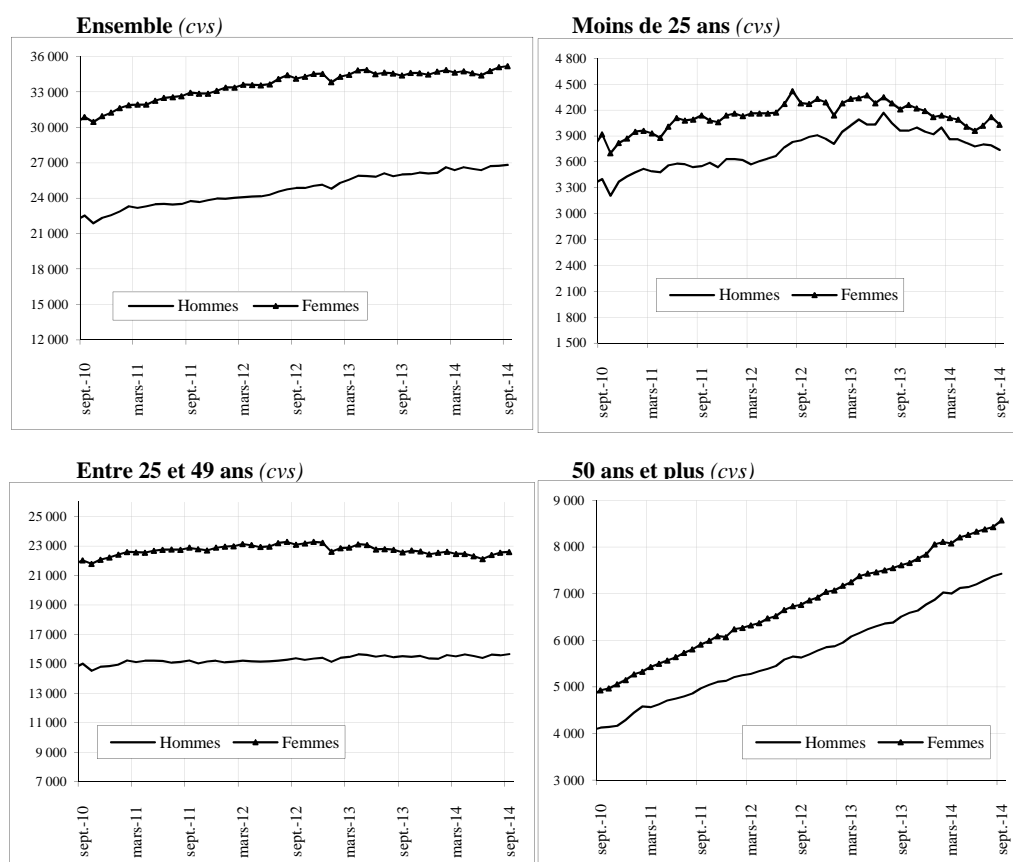 Ensemble (cvs)
36 000
33 000
30 000
27 000
24 000
21 000
18 000
15 000
12 000
Hommes
Femmes
sept.-10
mars-11
sept.-11
mars-12
sept.-12
mars-13
sept.-13
mars-14
sept.-14
Moins de 25 ans (cvs)
4 800
4 500
4 200
3 900
3 600
3 300
3 000
2 700
2 400
2 100
1 800
1 500
Hommes
Femmes
sept.-10
mars-11
sept.-11
mars-12
sept.-12
mars-13
sept.-13
mars-14
sept.-14
Entre 25 et 49 ans (cvs)
25 000
23 000
21 000
19 000
17 000
15 000
13 000
11 000
9 000
7 000
Hommes
Femmes
sept.-10
mars-11
sept.-11
mars-12
sept.-12
mars-13
sept.-13
mars-14
sept.-14
50 ans et plus (cvs)
9 000
8 000
7 000
6 000
5 000
4 000
3 000
Hommes
Femmes
sept.-10
mars-11
sept.-11
mars-12
sept.-12
mars-13
sept.-13
mars-14
sept.-14